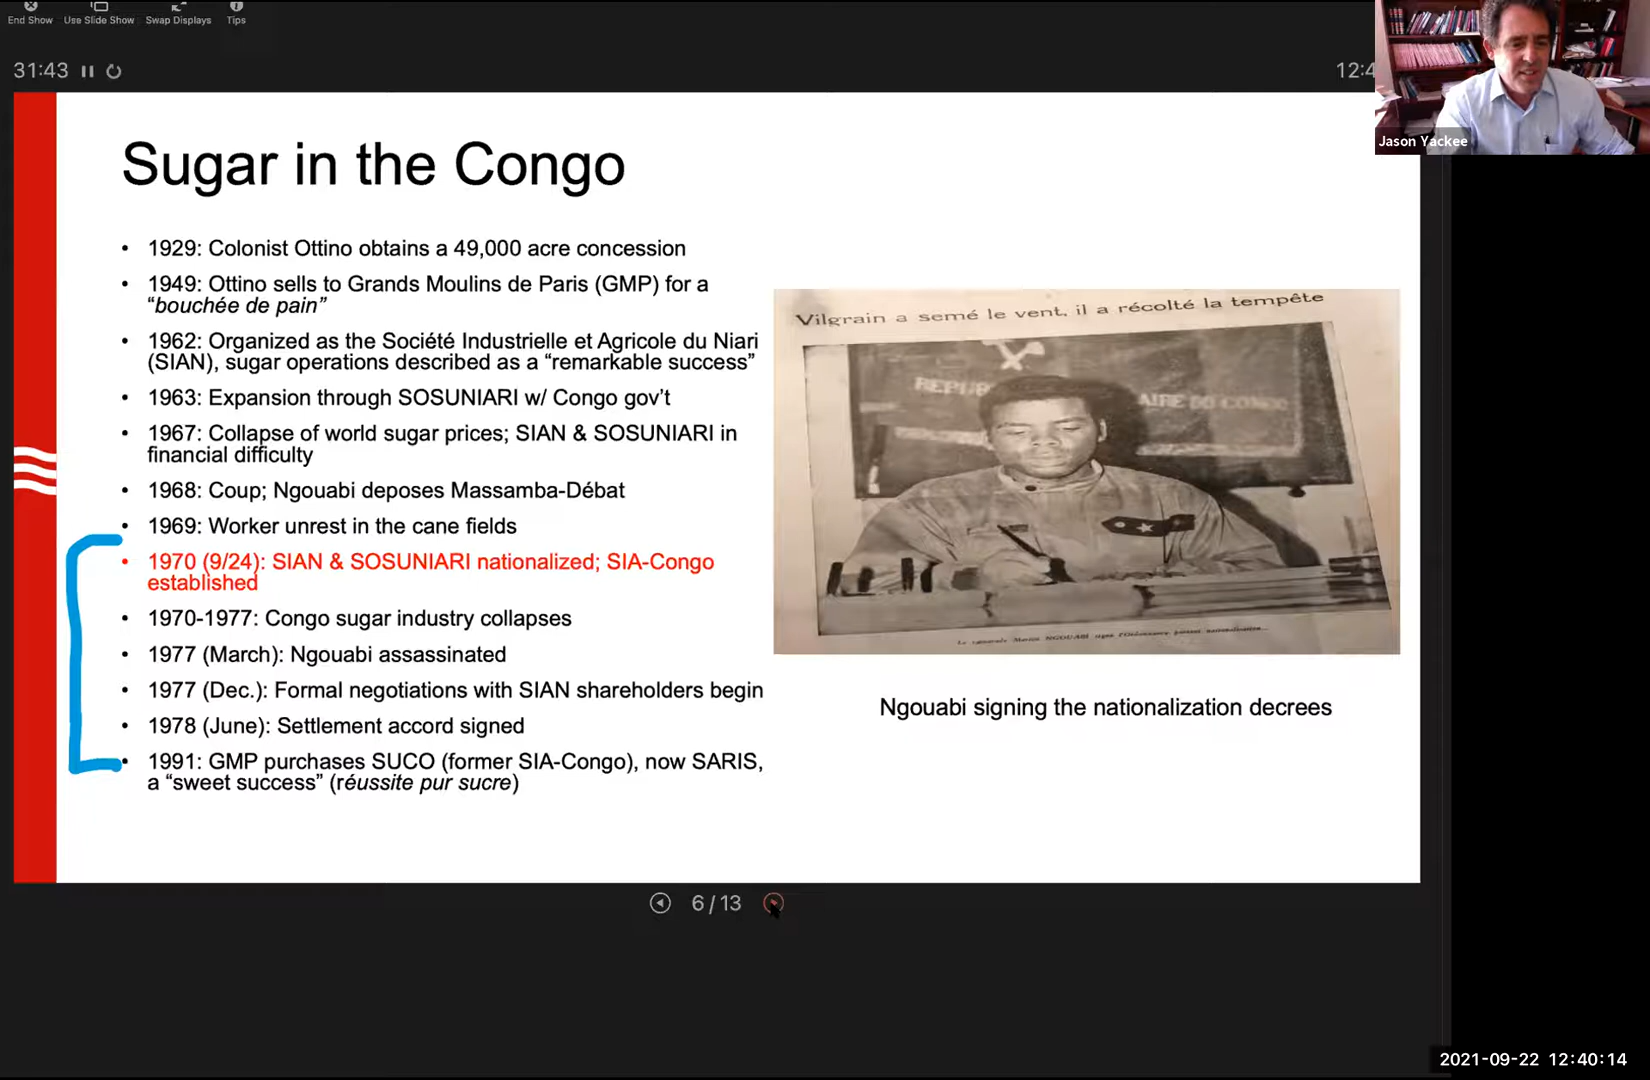 End Show Use Slide Show Swap Displays Tips
31:43
12:4
Jason Yackee
Sugar in the Congo
• 1929: Colonist Ottino obtains a 49,000 acre concession
• 1949: Ottino sells to Grands Moulins de Paris (GMP) for a
“bouchée de pain”
• 1962: Organized as the Société Industrielle et Agricole du Niari
(SIAN), sugar operations described as a “remarkable success”
• 1963: Expansion through SOSUNIARI w/ Congo gov’t
• 1967: Collapse of world sugar prices; SIAN & SOSUNIARI in
financial difficulty
• 1968: Coup; Ngouabi deposes Massamba-Débat
• 1969: Worker unrest in the cane fields
• 1970 (9/24): SIAN & SOSUNIARI nationalized; SIA-Congo
established
• 1970-1977: Congo sugar industry collapses
• 1977 (March): Ngouabi assassinated
• 1977 (Dec.): Formal negotiations with SIAN shareholders begin
• 1978 (June): Settlement accord signed
• 1991: GMP purchases SUCO (former SIA-Congo), now SARIS,
a “sweet success” (réussite pur sucre)
Vilgrain a semé le vent, il a récolté la tempête
REPUB AIRE DU CONGO
NGOUABI
Ngouabi signing the nationalization decrees
6/13
2021-09-22 12:40:14